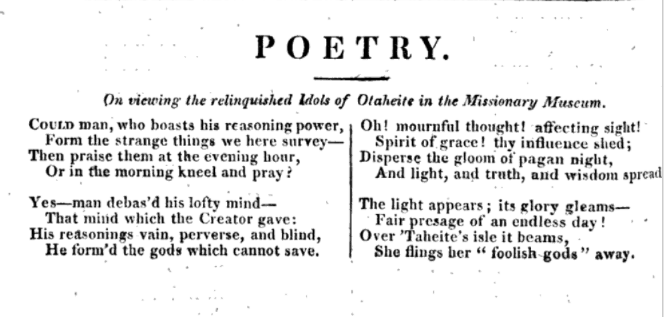 POETRY.
On viewing the relinquished Idols of Otaheite in the Missionary Museum.
COULD man, who boasts his reasoning power,
Form the strange things we here survey—
Then praise them at the evening hour,
Or in the morning kneel and pray?
Yes—man debas'd his lofty mind—
That mind which the Creator gave:
His reasonings vain, perverse, and blind,
He form'd the gods which cannot save.
Oh! mournful thought! affecting sight!
Spirit of grace! thy influence shed;
Disperse the gloom of pagan night,
And light, and truth, and wisdom spread
The light appears; its glory gleams—
Fair presage of an endless day!
Over 'Taheite's isle it beams,
She flings her “ foolish gods ” away.